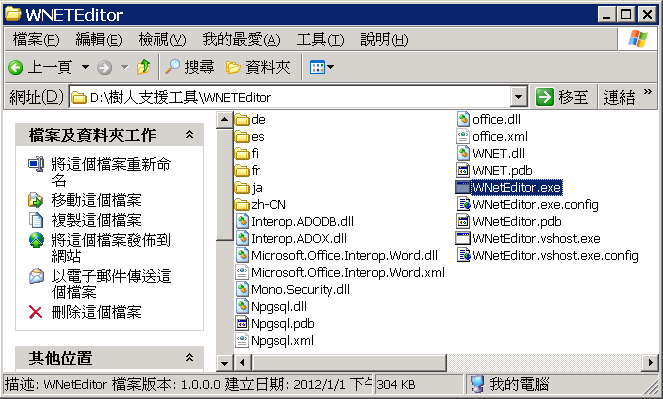 WNETEditor
檔案(F) 編輯(E) 檢視(V) 我的最愛(A) 工具(T) 說明(H)
上一頁 搜尋 資料夾
網址(D) D:\樹人支援工具\WNETEditor 移至 連結 »
檔案及資料夾工作
將這個檔案重新命
名
移動這個檔案
複製這個檔案
將這個檔案發佈到
網站
以電子郵件傳送這
個檔案
刪除這個檔案
其他位置
de
es
fi
fr
ja
zh-CN
Interop.ADODB.dll
Interop.ADOX.dll
Microsoft.Office.Interop.Word.dll
Microsoft.Office.Interop.Word.xml
Mono.Security.dll
Npgsql.dll
Npgsql.pdb
Npgsql.xml
office.dll
office.xml
WNET.dll
WNET.pdb
WNetEditor.exe
WNetEditor.exe.config
WNetEditor.pdb
WNetEditor.vshost.exe
WNetEditor.vshost.exe.config
描述: WNetEditor 檔案版本: 1.0.0.0 建立日期: 2012/1/1 下午 304 KB 我的電腦